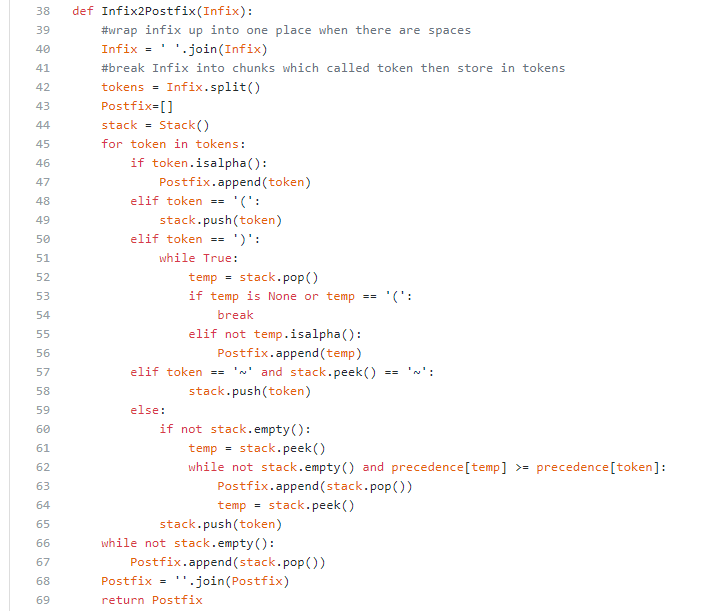 38 def Infix2Postfix(Infix):
39     #wrap infix up into one place when there are spaces
40     Infix = ' '.join(Infix)
41     #break Infix into chunks which called token then store in tokens
42     tokens = Infix.split()
43     Postfix=[]
44     stack = Stack()
45     for token in tokens:
46         if token.isalpha():
47             Postfix.append(token)
48         elif token == '(':
49             stack.push(token)
50         elif token == ')':
51             while True:
52                 temp = stack.pop()
53                 if temp is None or temp == '(':
54                     break
55                 elif not temp.isalpha():
56                     Postfix.append(temp)
57         elif token == '~' and stack.peek() == '~':
58                 stack.push(token)
59         else:
60             if not stack.empty():
61                 temp = stack.peek()
62                 while not stack.empty() and precedence[temp] >= precedence[token]:
63                     Postfix.append(stack.pop())
64                     temp = stack.peek()
65             stack.push(token)
66     while not stack.empty():
67         Postfix.append(stack.pop())
68     Postfix = ''.join(Postfix)
69     return Postfix